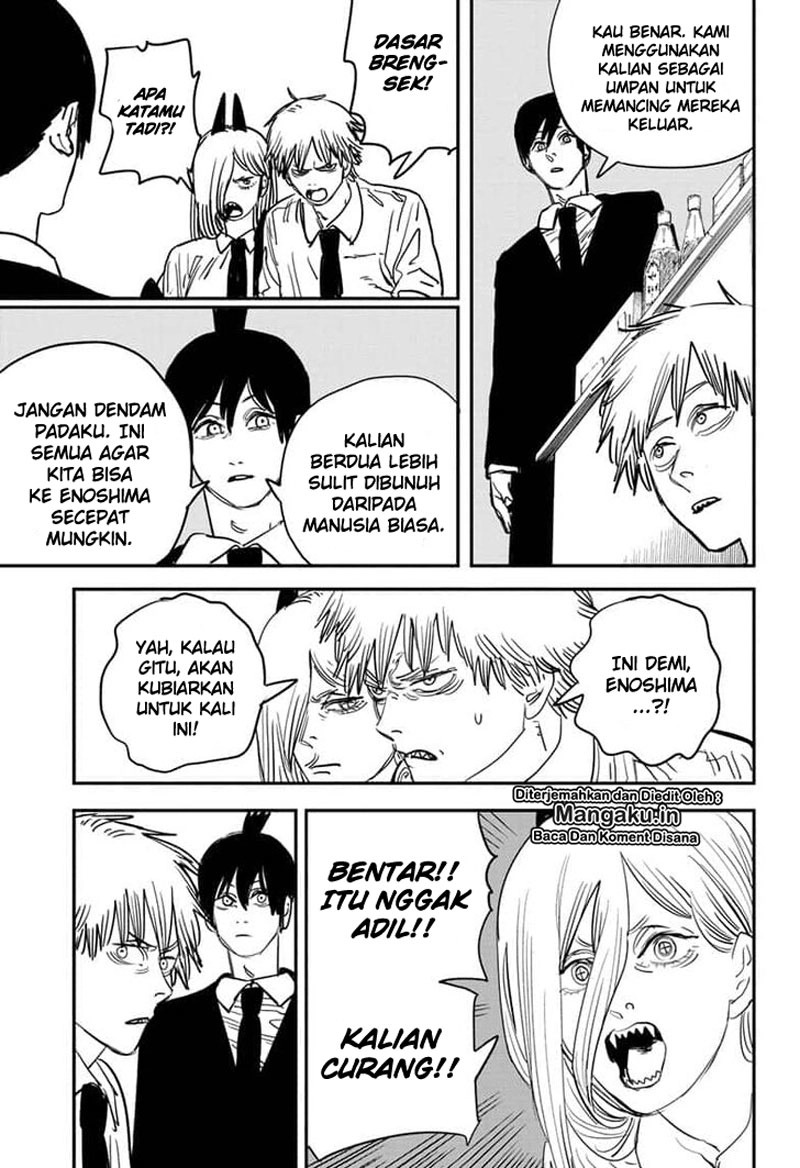 KAU BENAR. KAMI
MENGGUNAKAN
KALIAN SEBAGAI
UMPAN UNTUK
MEMANCING MEREKA
KELUAR.
DASAR
BRENG-
SEK!
APA
KATAMU
TADI?!
KALIAN
BERDUA LEBIH
SULIT DIBUNUH
DARIPADA
MANUSIA BIASA.
JANGAN DENDAM
PADAKU. INI
SEMUA AGAR
KITA BISA
KE ENOSHIMA
SECEPAT
MUNGKIN.
INI DEMI,
ENOSHIMA
...?!
YAH, KALAU
GITU, AKAN
KUBIARKAN
UNTUK KALI
INI!
Diterjemahkan dan Diedit Oleh :
Mangaku.in
Baca Dan Koment Disana
BENTAR!!
ITU NGGAK
ADIL!!
KALIAN
CURANG!!